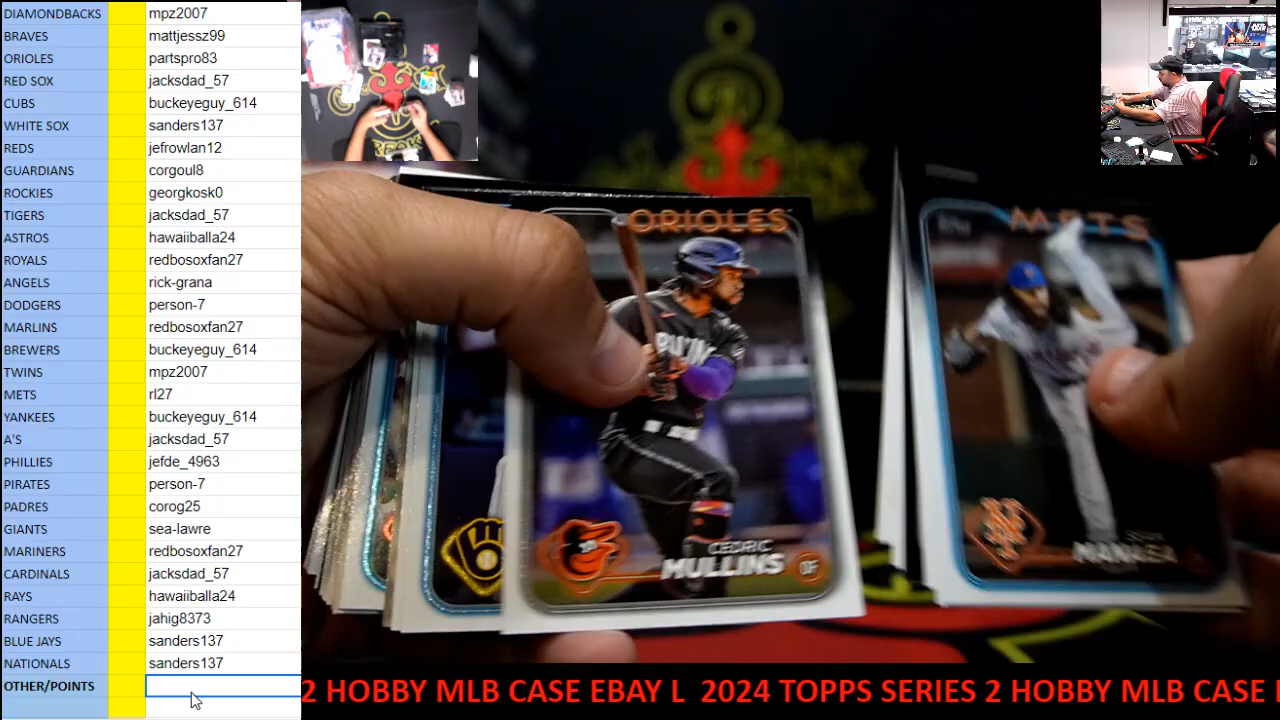 DIAMONDBACKS mpz2007
BRAVES mattjessz99
ORIOLES partspro83
RED SOX jacksdad_57
CUBS buckeyeguy_614
WHITE SOX sanders137
REDS jefrowlan12
GUARDIANS corgoul8
ROCKIES georgkosk0
TIGERS jacksdad_57
ASTROS hawaiiballa24
ROYALS redbosoxfan27
ANGELS rick-grana
DODGERS person-7
MARLINS redbosoxfan27
BREWERS buckeyeguy_614
TWINS mpz2007
METS rl27
YANKEES buckeyeguy_614
A'S jacksdad_57
PHILLIES jefde_4963
PIRATES person-7
PADRES corog25
GIANTS sea-lawre
MARINERS redbosoxfan27
CARDINALS jacksdad_57
RAYS hawaiiballa24
RANGERS jahig8373
BLUE JAYS sanders137
NATIONALS sanders137
OTHER/POINTS
ORIOLES
CEDRIC
MULLINS OF
METS
2 HOBBY MLB CASE EBAY L 2024 TOPPS SERIES 2 HOBBY MLB CASE E